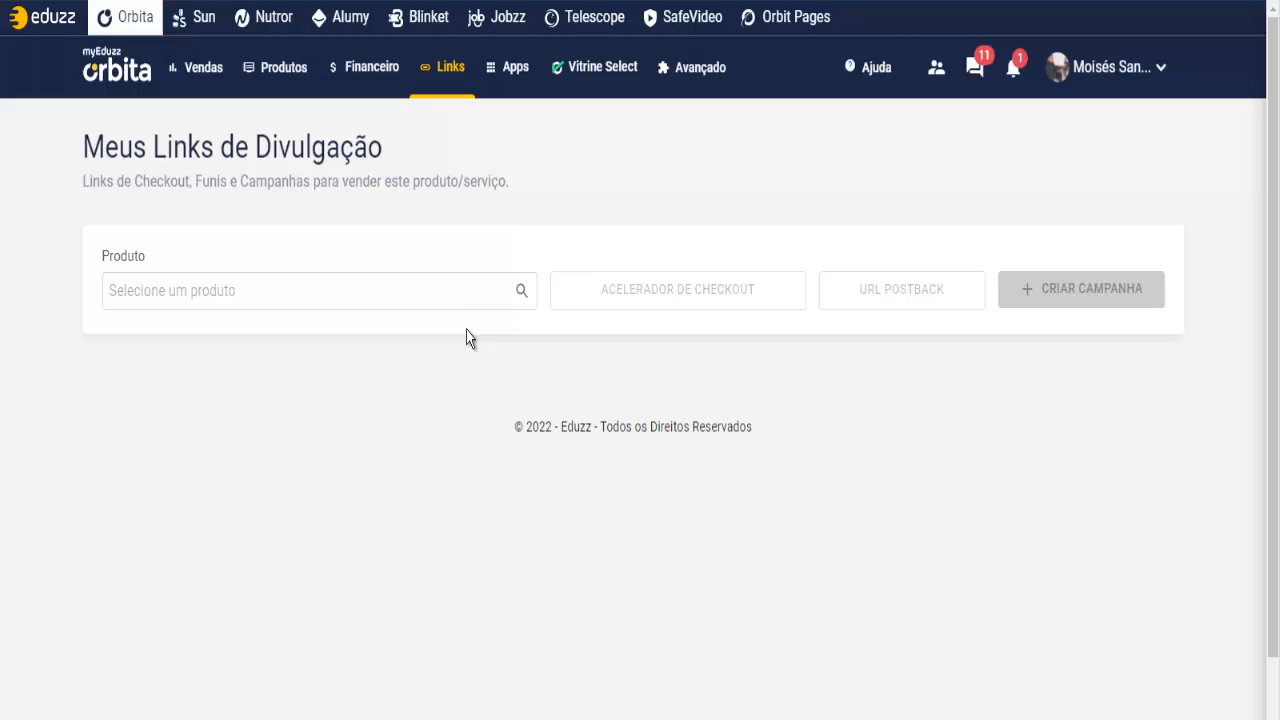 eduzz Orbita Sun Nutror Alumy Blinket Jobzz Telescope SafeVideo Orbit Pages
myEduzz
órbita Vendas Produtos Financeiro Links Apps Vitrine Select Avançado Ajuda 11 1 Moisés San...
Meus Links de Divulgação
Links de Checkout, Funis e Campanhas para vender este produto/serviço.
Produto
Selecione um produto ACELERADOR DE CHECKOUT URL POSTBACK + CRIAR CAMPANHA
© 2022 - Eduzz - Todos os Direitos Reservados